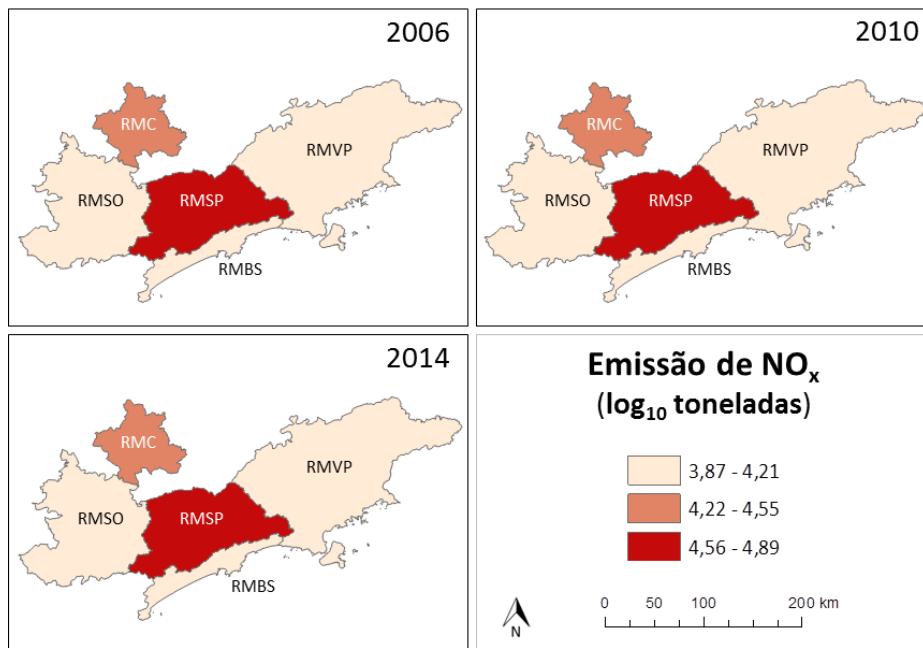 2006
RMC
RMVP
RMSO
RMSP
RMBS
2010
RMC
RMVP
RMSO
RMSP
RMBS
2014
RMC
RMVP
RMSO
RMSP
RMBS
Emissão de NOₓ
(log₁₀ toneladas)
3,87 - 4,21
4,22 - 4,55
4,56 - 4,89
0 50 100 200 km
N